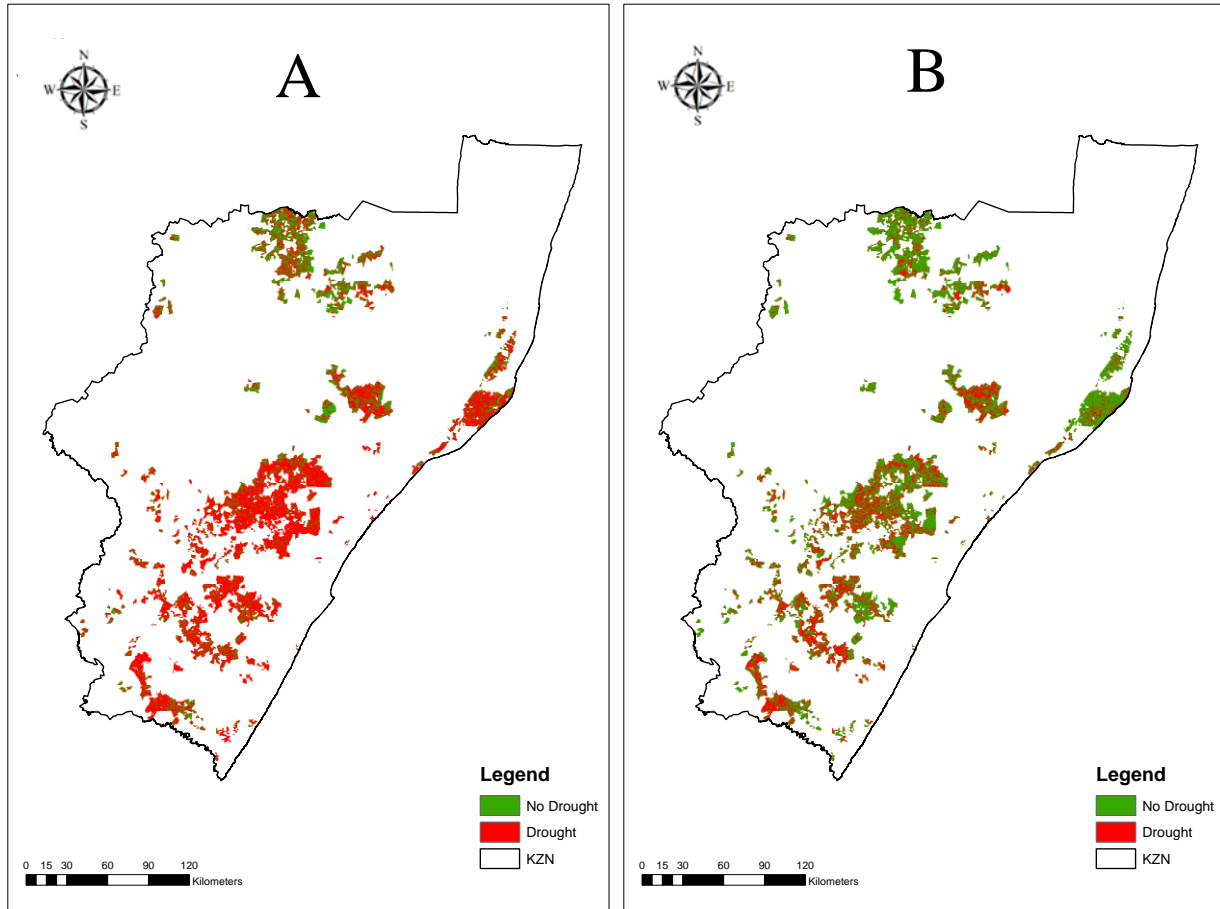 A
N
W E
S
Legend
No Drought
Drought
KZN
0 15 30 60 90 120
Kilometers
B
N
W E
S
Legend
No Drought
Drought
KZN
0 15 30 60 90 120
Kilometers